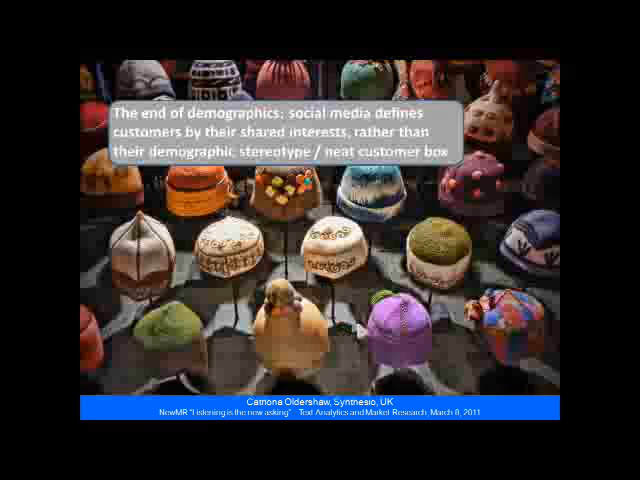 The end of demographics: social media defines
customers by their shared interests, rather than
their demographic stereotype / neat customer box
Catriona Oldershaw, Synthesio, UK
NewMR "Listening is the new asking" - Text Analytics and Market Research, March 8, 2011